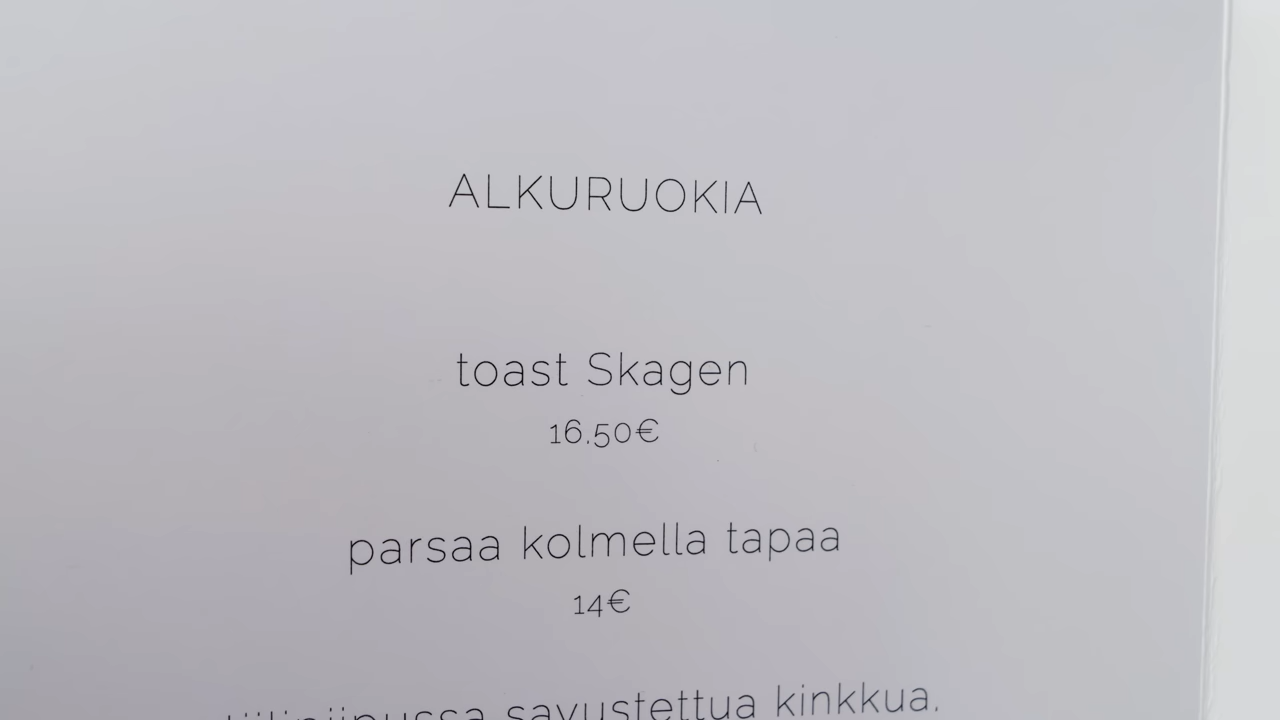 ALKURUOKIA
toast Skagen
16.50€
parsaa kolmella tapaa
14€
savustettua kinkkua,